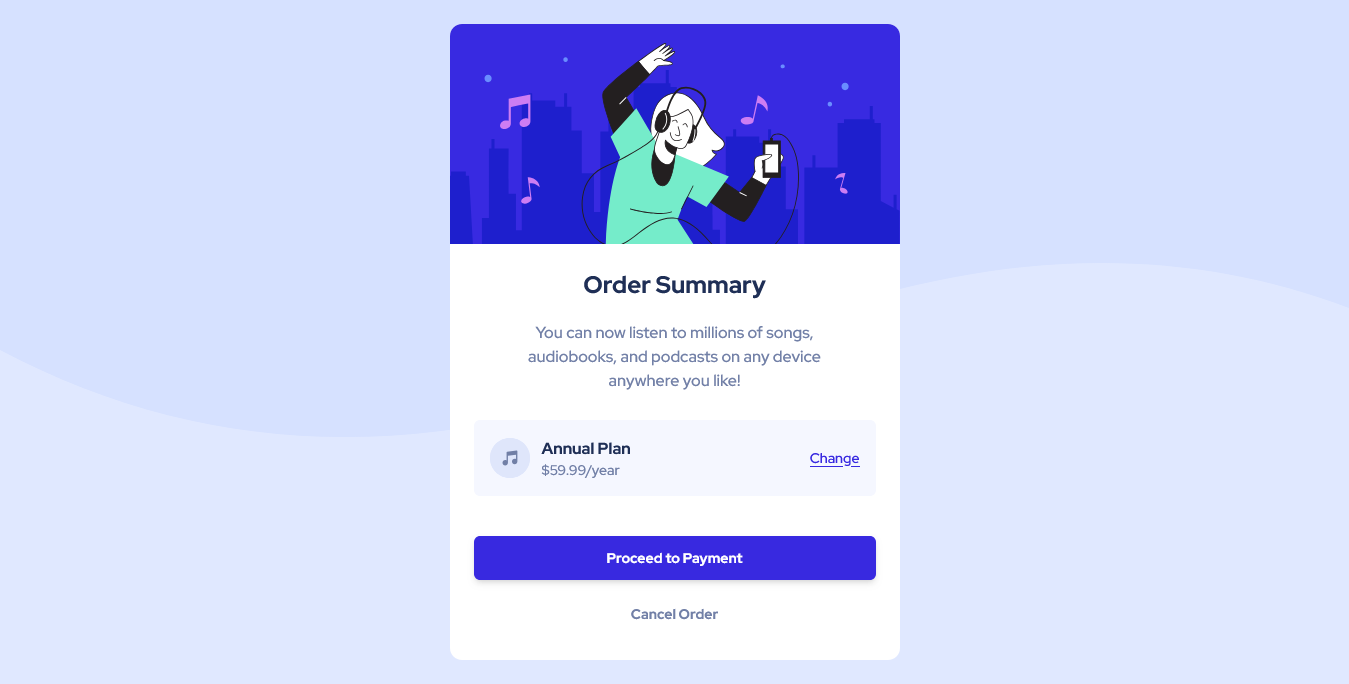 Order Summary
You can now listen to millions of songs,
audiobooks, and podcasts on any device
anywhere you like!
Annual Plan
$59.99/year
Change
Proceed to Payment
Cancel Order